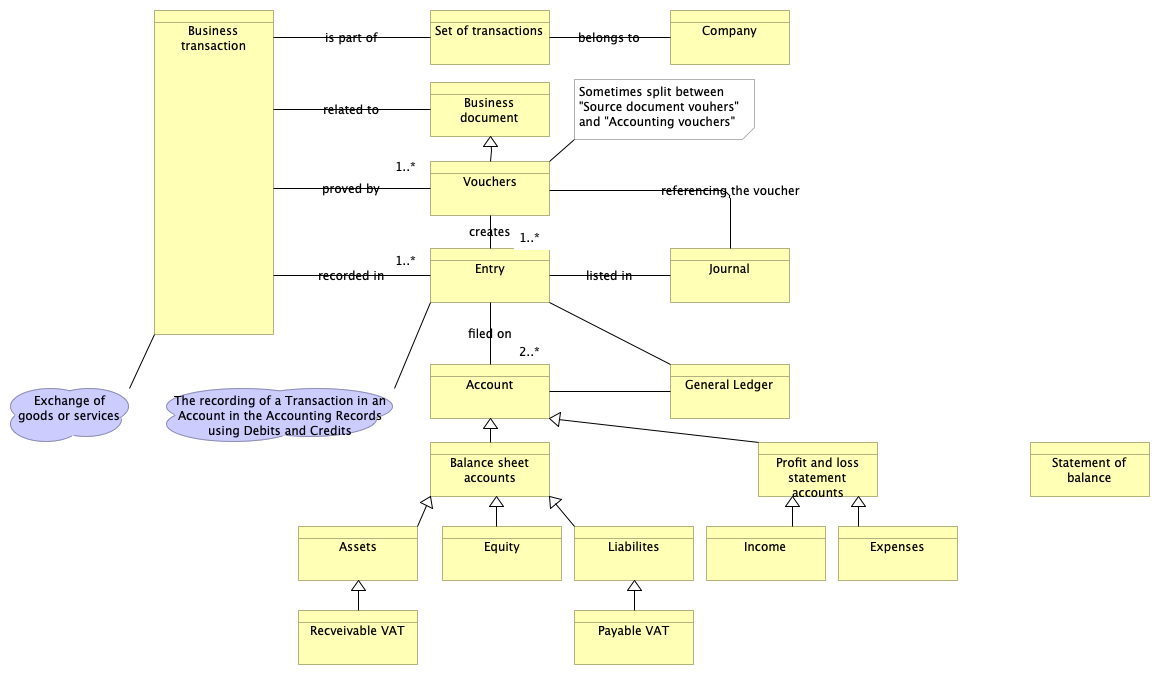 Business
transaction
is part of
Set of transactions
belongs to
Company
related to
Business
document
Sometimes split between
"Source document vouhers"
and "Accounting vouchers"
1..*
proved by
Vouchers
referencing the voucher
creates
1..*
1..*
recorded in
Entry
listed in
Journal
filed on
2..*
Account
General Ledger
Exchange of
goods or services
The recording of a Transaction in an
Account in the Accounting Records
using Debits and Credits
Balance sheet
accounts
Profit and loss
statement
accounts
Statement of
balance
Assets
Equity
Liabilites
Income
Expenses
Recveivable VAT
Payable VAT